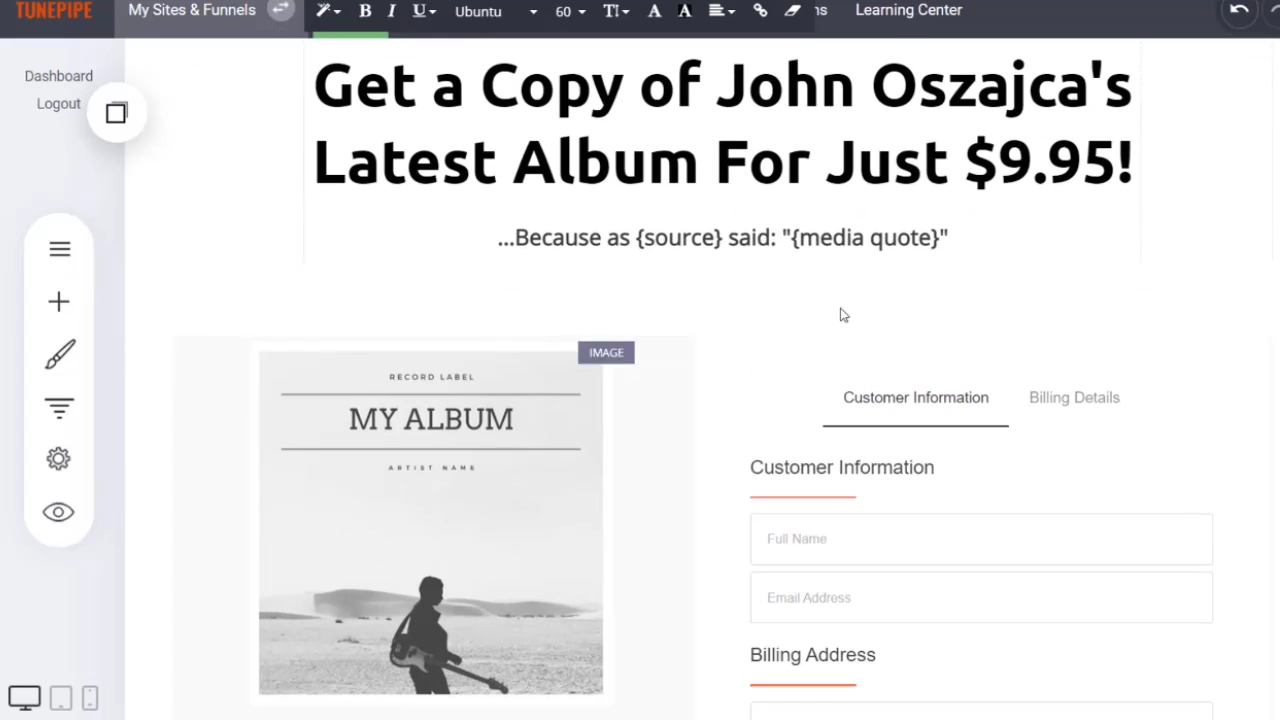 TUNEPIPE
My Sites & Funnels
B I U Ubuntu 60 TI A A
ns
Learning Center
Dashboard
Logout
Get a Copy of John Oszajca's
Latest Album For Just $9.95!
...Because as {source} said: "{media quote}"
IMAGE
RECORD LABEL
MY ALBUM
ARTIST NAME
Customer Information
Billing Details
Customer Information
Full Name
Email Address
Billing Address